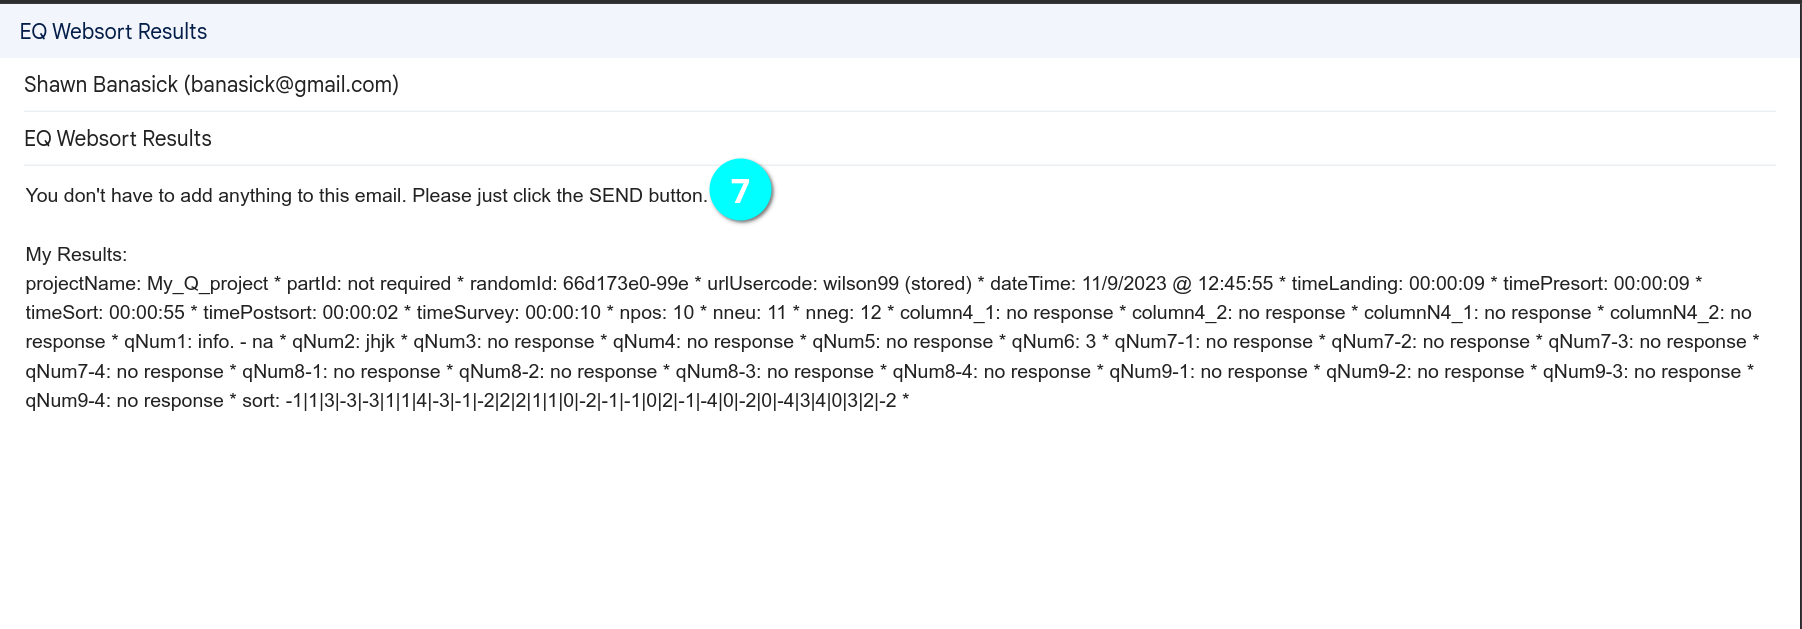 EQ Websort Results
Shawn Banasick (banasick@gmail.com)
EQ Websort Results
You don't have to add anything to this email. Please just click the SEND button. 7
My Results:
projectName: My_Q_project * partId: not required * randomId: 66d173e0-99e * urlUsercode: wilson99 (stored) * dateTime: 11/9/2023 @ 12:45:55 * timeLanding: 00:00:09 * timePresort: 00:00:09 *
timeSort: 00:00:55 * timePostsort: 00:00:02 * timeSurvey: 00:00:10 * npos: 10 * nneu: 11 * nneg: 12 * column4_1: no response * column4_2: no response * columnN4_1: no response * columnN4_2: no
response * qNum1: info. - na * qNum2: jhjk * qNum3: no response * qNum4: no response * qNum5: no response * qNum6: 3 * qNum7-1: no response * qNum7-2: no response * qNum7-3: no response *
qNum7-4: no response * qNum8-1: no response * qNum8-2: no response * qNum8-3: no response * qNum8-4: no response * qNum9-1: no response * qNum9-2: no response * qNum9-3: no response *
qNum9-4: no response * sort: -1|1|3|-3|-3|1|1|4|-3|-1|-2|2|2|1|1|0|-2|-1|-1|0|2|-1|-4|0|-2|0|-4|3|4|0|3|2|-2 *